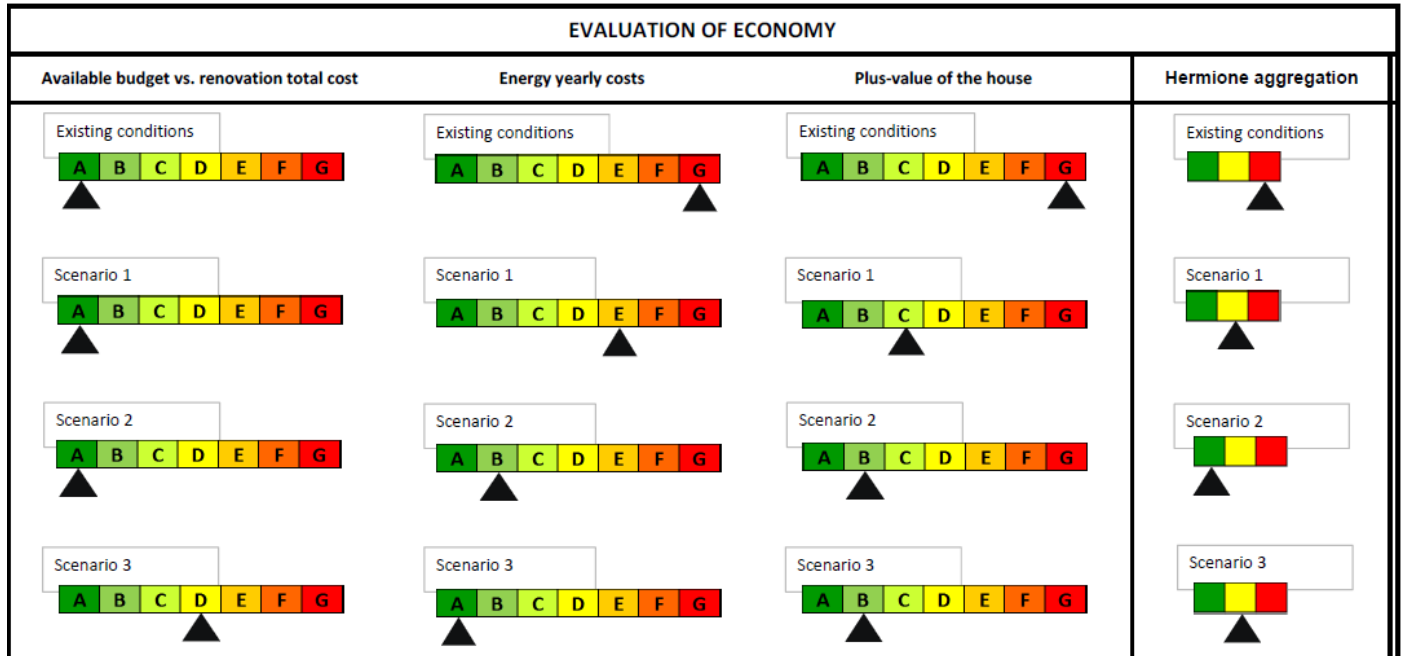 EVALUATION OF ECONOMY
Available budget vs. renovation total cost Energy yearly costs Plus-value of the house Hermione aggregation
Existing conditions Existing conditions Existing conditions Existing conditions
A B C D E F G A B C D E F G A B C D E F G
Scenario 1 Scenario 1 Scenario 1 Scenario 1
A B C D E F G A B C D E F G A B C D E F G
Scenario 2 Scenario 2 Scenario 2 Scenario 2
A B C D E F G A B C D E F G A B C D E F G
Scenario 3 Scenario 3 Scenario 3 Scenario 3
A B C D E F G A B C D E F G A B C D E F G